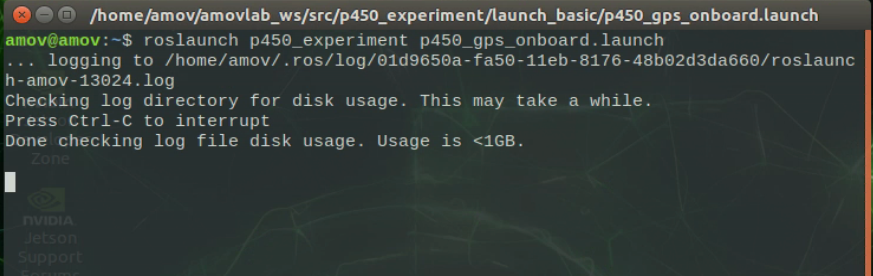 /home/amov/amovlab_ws/src/p450_experiment/launch_basic/p450_gps_onboard.launch
amov@amov:~$ roslaunch p450_experiment p450_gps_onboard.launch
... logging to /home/amov/.ros/log/01d9650a-fa50-11eb-8176-48b02d3da660/roslaunc
h-amov-13024.log
Checking log directory for disk usage. This may take a while.
Press Ctrl-C to interrupt
Done checking log file disk usage. Usage is <1GB.
Zone
NVIDIA
Jetson
Support
Forums